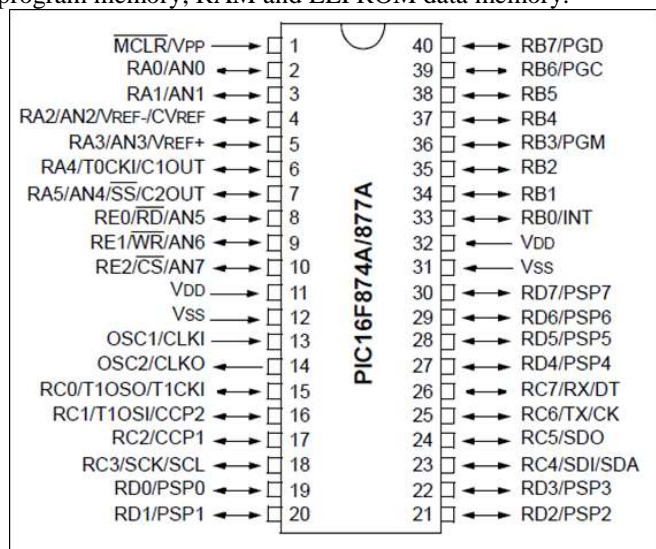 program memory, RAM and EEPROM data memory.
MCLR/VPP 1 40 RB7/PGD
RA0/AN0 2 39 RB6/PGC
RA1/AN1 3 38 RB5
RA2/AN2/VREF-/CVREF 4 37 RB4
RA3/AN3/VREF+ 5 36 RB3/PGM
RA4/T0CKI/C1OUT 6 35 RB2
RA5/AN4/SS/C2OUT 7 34 RB1
RE0/RD/AN5 8 33 RB0/INT
RE1/WR/AN6 9 32 VDD
RE2/CS/AN7 10 31 VSS
VDD 11 30 RD7/PSP7
VSS 12 29 RD6/PSP6
OSC1/CLKI 13 28 RD5/PSP5
OSC2/CLKO 14 27 RD4/PSP4
RC0/T1OSO/T1CKI 15 26 RC7/RX/DT
RC1/T1OSI/CCP2 16 25 RC6/TX/CK
RC2/CCP1 17 24 RC5/SDO
RC3/SCK/SCL 18 23 RC4/SDI/SDA
RD0/PSP0 19 22 RD3/PSP3
RD1/PSP1 20 21 RD2/PSP2
PIC16F874A/877A